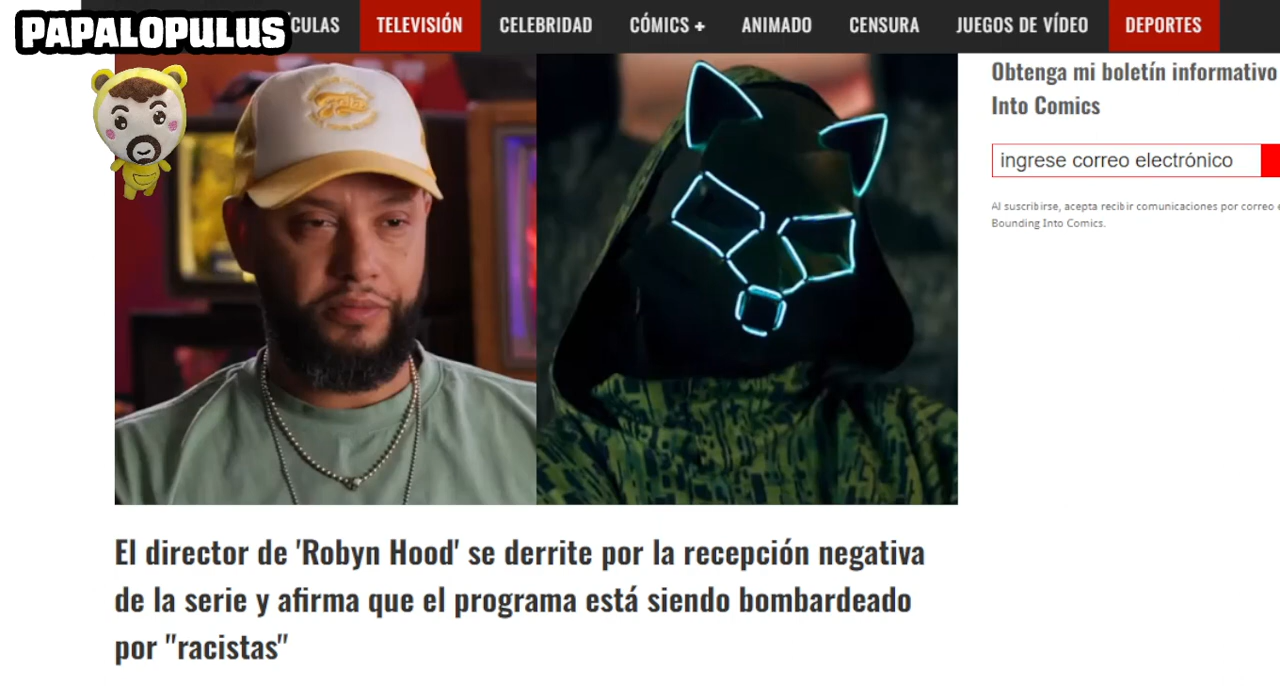 PAPALOPULUS
ÍCULAS TELEVISIÓN CELEBRIDAD CÓMICS + ANIMADO CENSURA JUEGOS DE VÍDEO DEPORTES
Obtenga mi boletín informativo
Into Comics
ingrese correo electrónico
Al suscribirse, acepta recibir comunicaciones por correo e
Bounding Into Comics.
El director de 'Robyn Hood' se derrite por la recepción negativa
de la serie y afirma que el programa está siendo bombardeado
por "racistas"